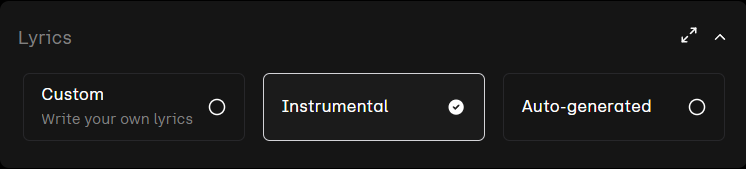 Lyrics
Custom
Write your own lyrics
Instrumental
Auto-generated